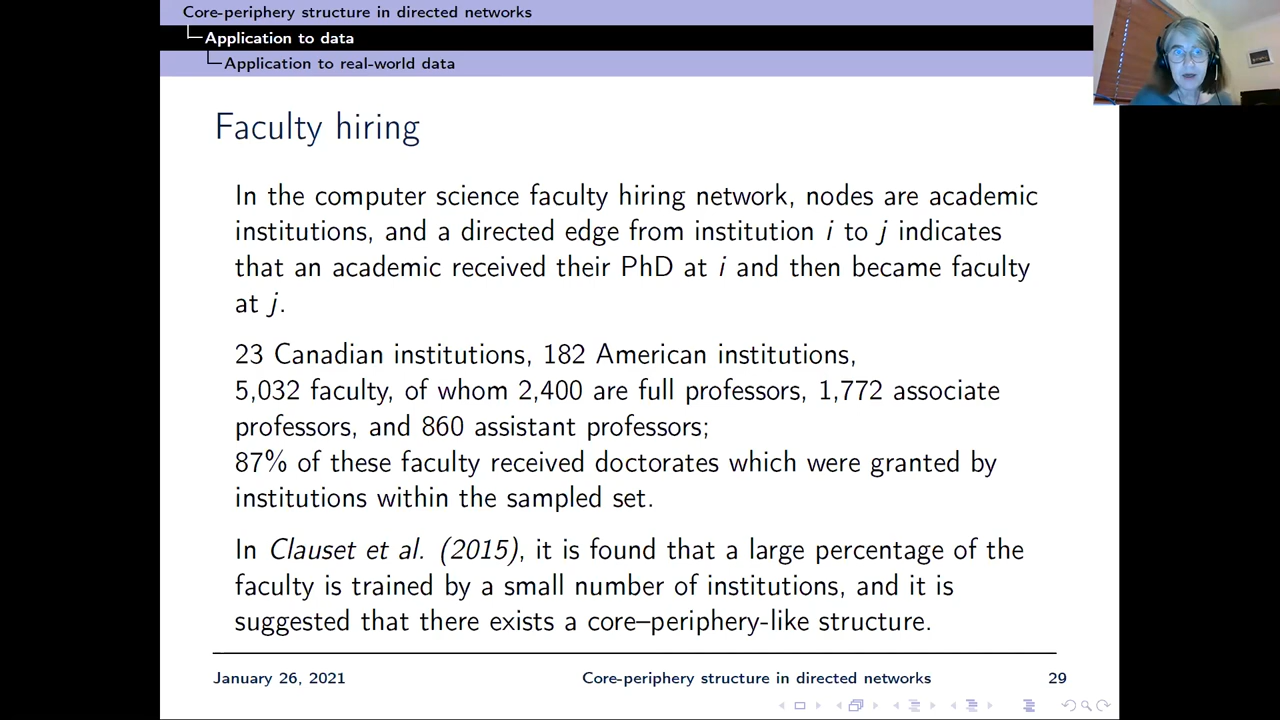 Core-periphery structure in directed networks
Application to data
Application to real-world data
Faculty hiring
In the computer science faculty hiring network, nodes are academic
institutions, and a directed edge from institution i to j indicates
that an academic received their PhD at i and then became faculty
at j.
23 Canadian institutions, 182 American institutions,
5,032 faculty, of whom 2,400 are full professors, 1,772 associate
professors, and 860 assistant professors;
87% of these faculty received doctorates which were granted by
institutions within the sampled set.
In Clauset et al. (2015), it is found that a large percentage of the
faculty is trained by a small number of institutions, and it is
suggested that there exists a core–periphery-like structure.
January 26, 2021 Core-periphery structure in directed networks 29